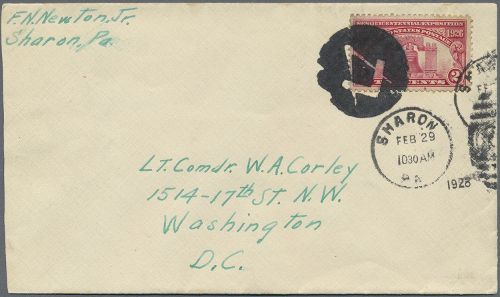 F.N. Newton, Jr.
Sharon, Pa.
SESQUICENTENNIAL EXPOSITION
1926
STATES POSTAGE
2
CENTS
SHARON
FEB 29
1030 AM
PA.
1928
Lt. Comdr. W.A. Corley
1514-17th St. N.W.
Washington
D.C.